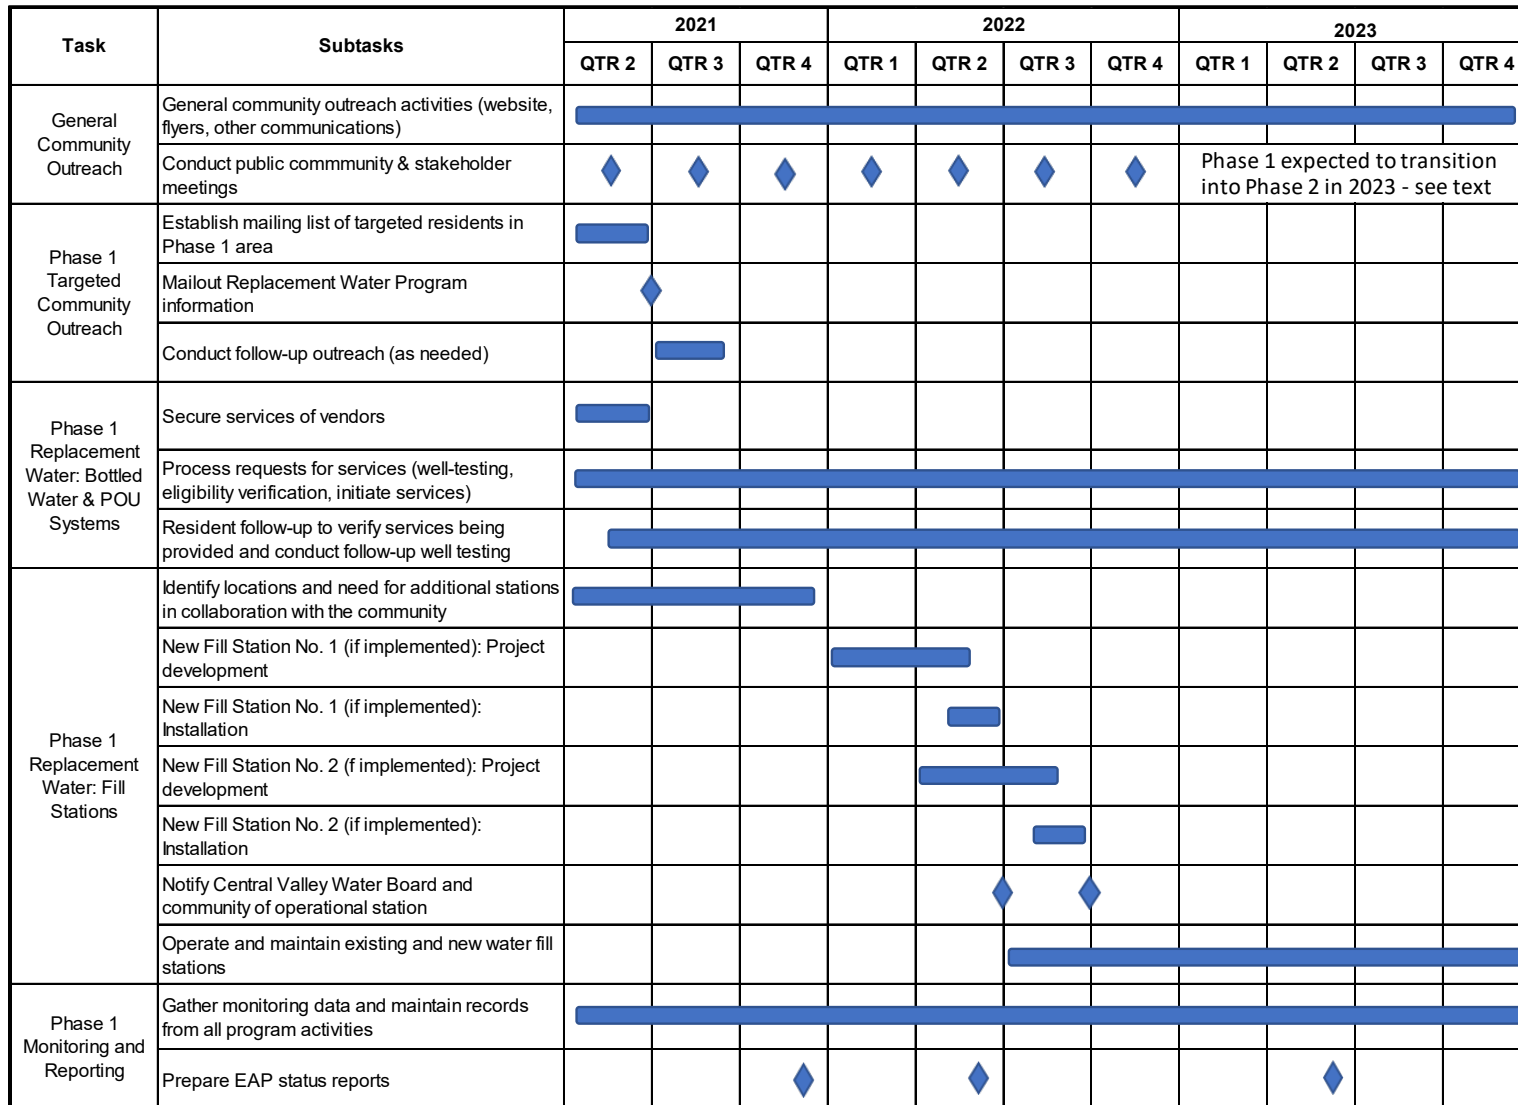 Task
Subtasks
2021
2022
2023
QTR 2
QTR 3
QTR 4
QTR 1
QTR 2
QTR 3
QTR 4
QTR 1
QTR 2
QTR 3
QTR 4
General
Community
Outreach
General community outreach activities (website,
flyers, other communications)
Conduct public commmunity & stakeholder
meetings
Phase 1 expected to transition
into Phase 2 in 2023 - see text
Phase 1
Targeted
Community
Outreach
Establish mailing list of targeted residents in
Phase 1 area
Mailout Replacement Water Program
information
Conduct follow-up outreach (as needed)
Phase 1
Replacement
Water: Bottled
Water & POU
Systems
Secure services of vendors
Process requests for services (well-testing,
eligibility verification, initiate services)
Resident follow-up to verify services being
provided and conduct follow-up well testing
Phase 1
Replacement
Water: Fill
Stations
Identify locations and need for additional stations
in collaboration with the community
New Fill Station No. 1 (if implemented): Project
development
New Fill Station No. 1 (if implemented):
Installation
New Fill Station No. 2 (f implemented): Project
development
New Fill Station No. 2 (if implemented):
Installation
Notify Central Valley Water Board and
community of operational station
Operate and maintain existing and new water fill
stations
Phase 1
Monitoring and
Reporting
Gather monitoring data and maintain records
from all program activities
Prepare EAP status reports